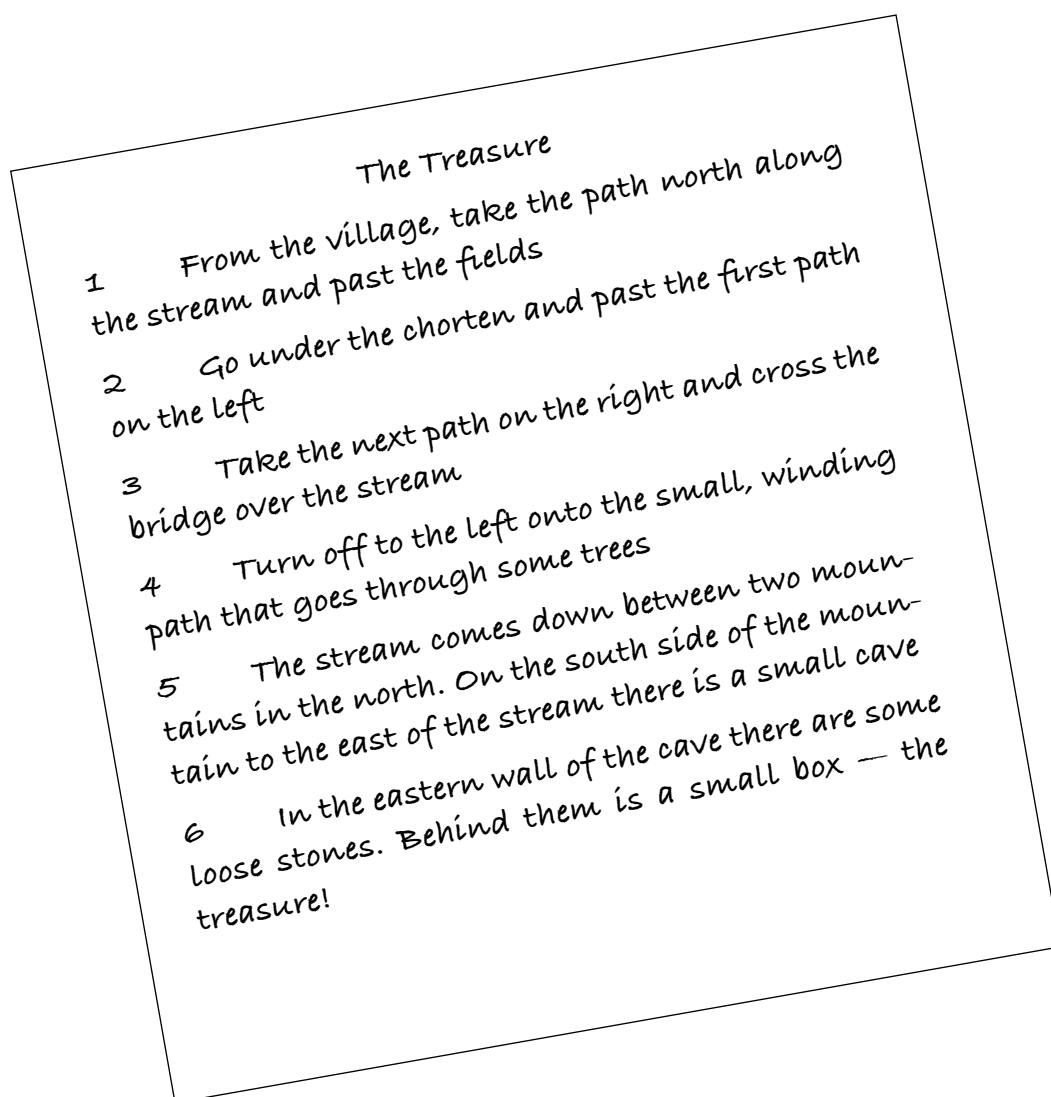 The Treasure
1 From the village, take the path north along
the stream and past the fields
2 Go under the chorten and past the first path
on the left
3 Take the next path on the right and cross the
bridge over the stream
4 Turn off to the left onto the small, winding
path that goes through some trees
5 The stream comes down between two moun-
tains in the north. On the south side of the moun-
tain to the east of the stream there is a small cave
6 In the eastern wall of the cave there are some
loose stones. Behind them is a small box — the
treasure!